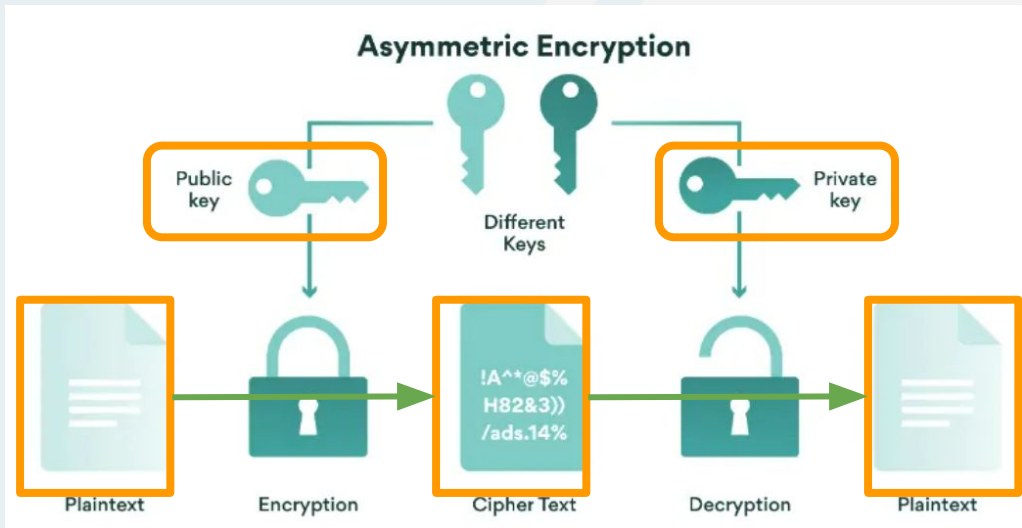 Asymmetric Encryption
Public
key
Different
Keys
Private
key
!A^*@$%
H82&3))
/ads.14%
Plaintext
Encryption
Cipher Text
Decryption
Plaintext